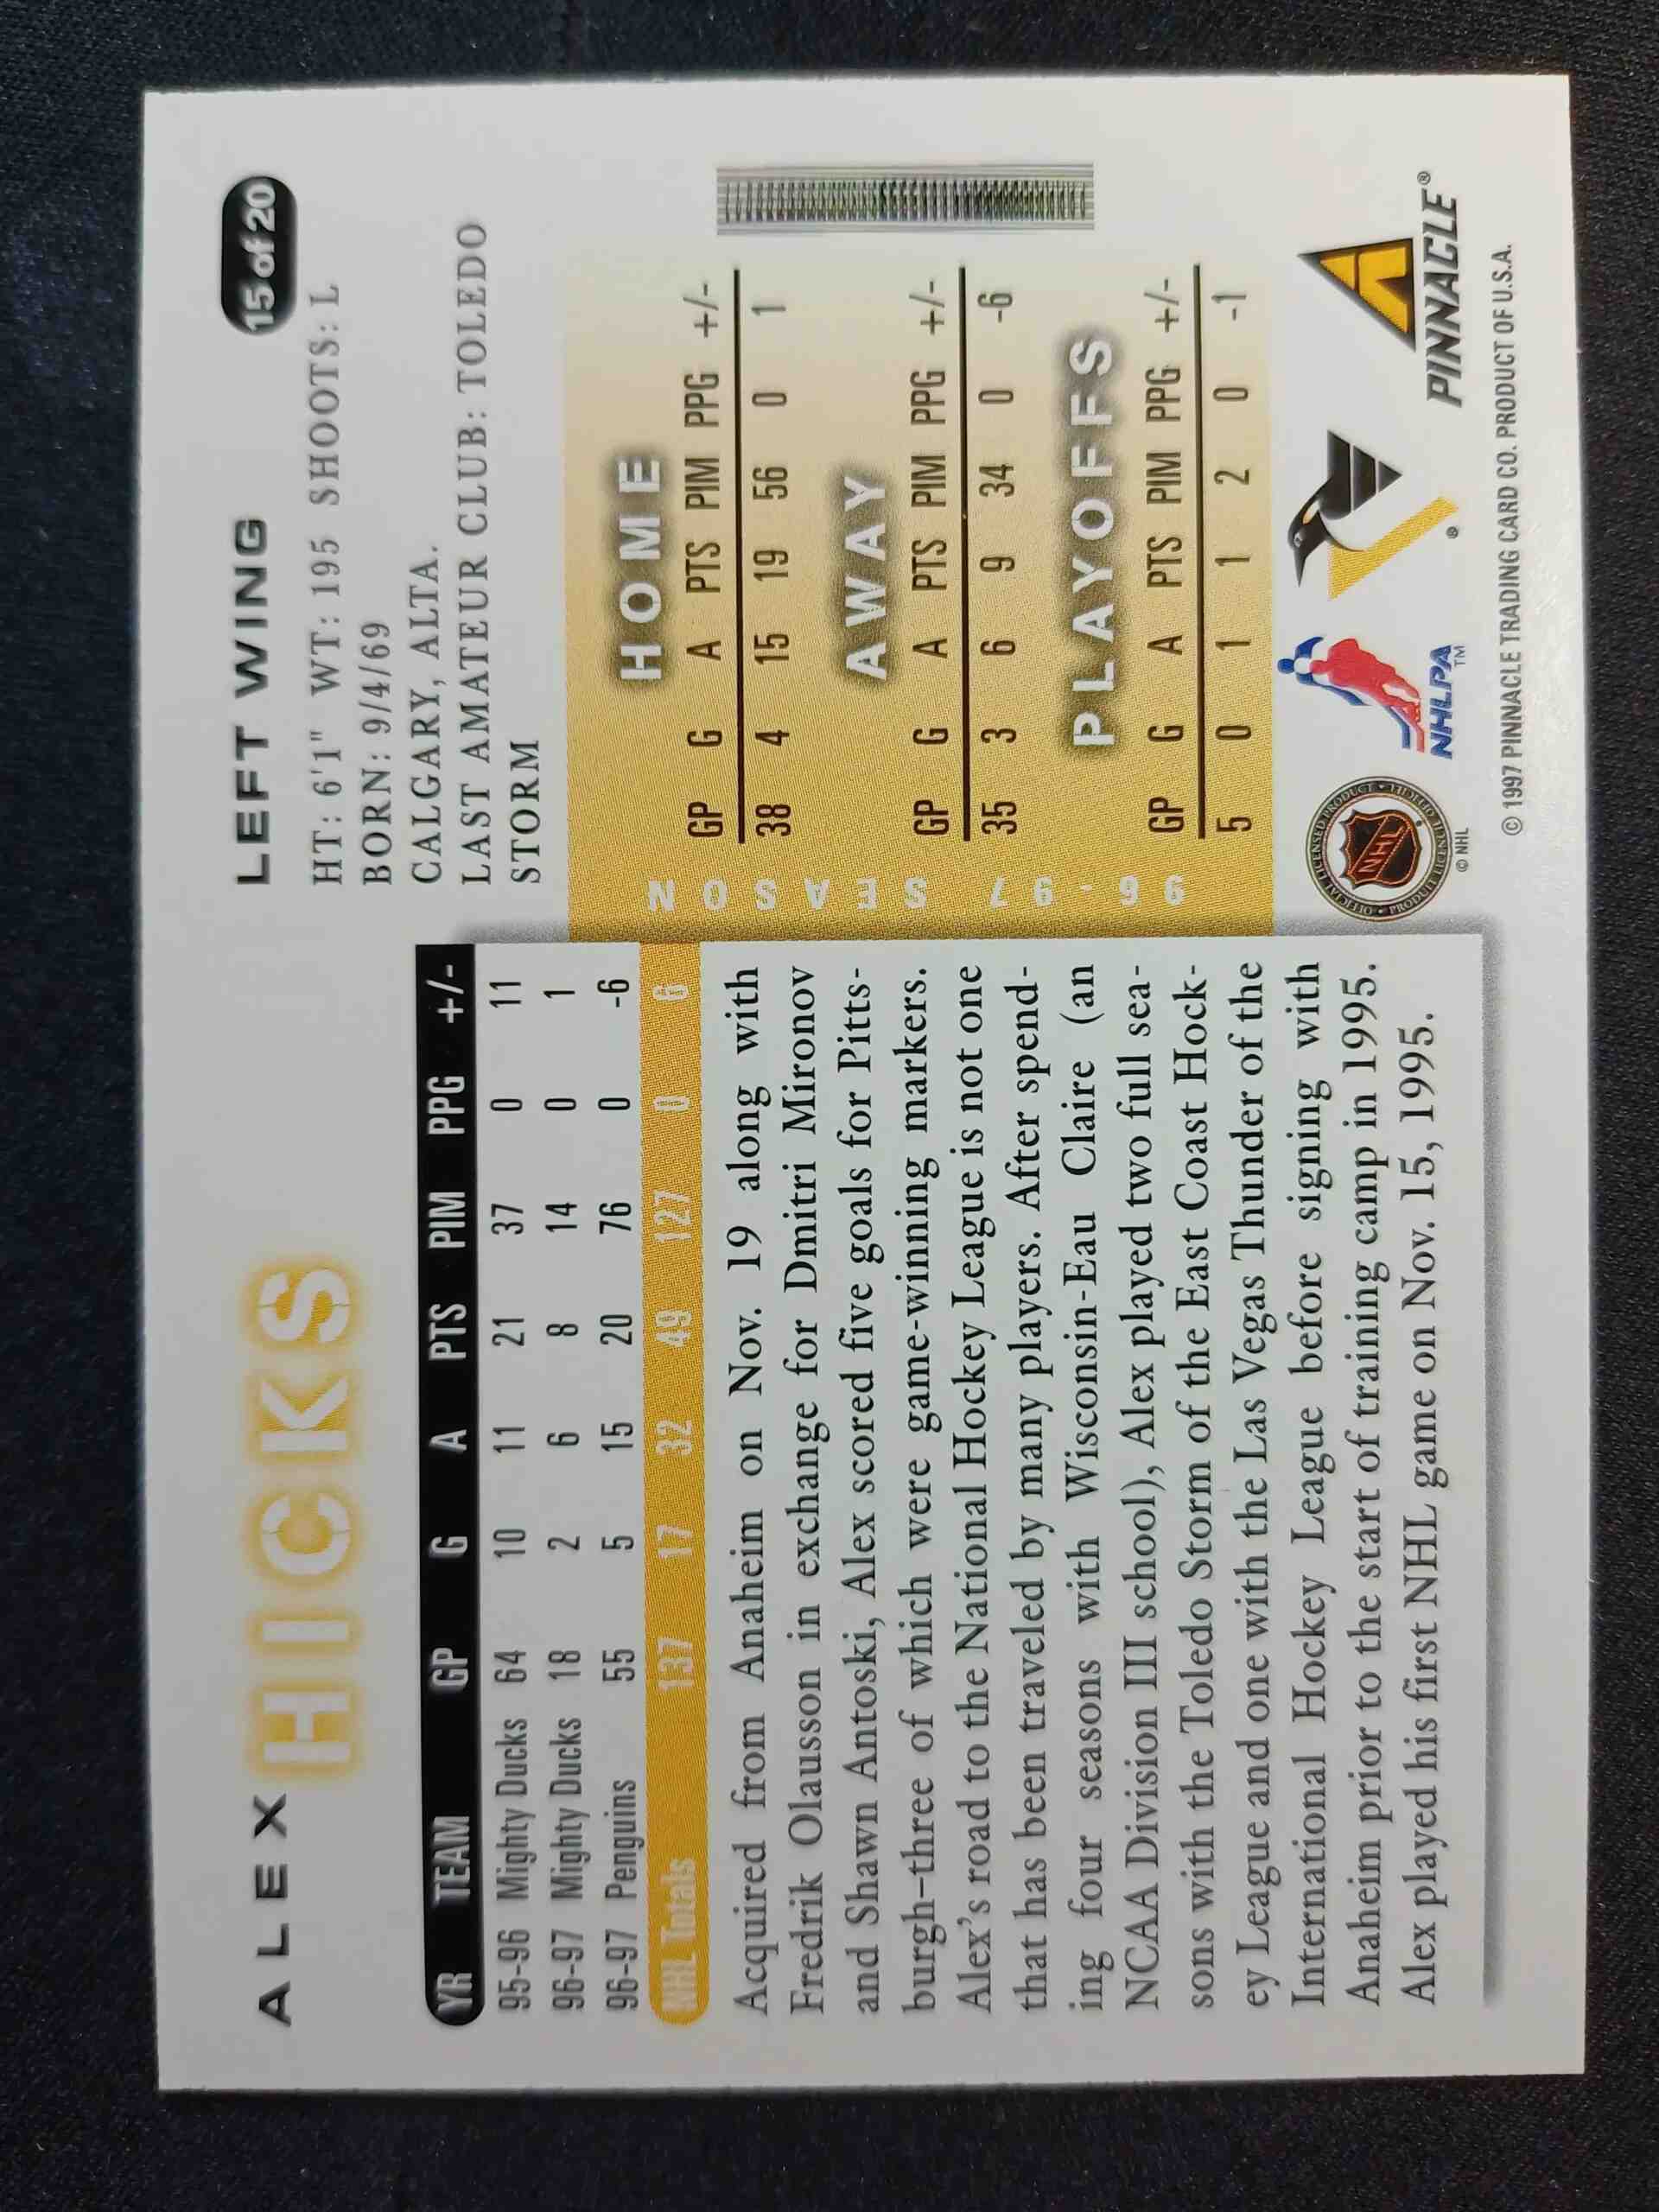 ALEX HICKS
YR TEAM GP G A PTS PIM PPG +/-
95-96 Mighty Ducks 64 10 11 21 37 0 11
96-97 Mighty Ducks 18 2 6 8 14 0 1
96-97 Penguins 55 5 15 20 76 0 -6
NHL Totals 137 17 32 49 127 0 6
Acquired from Anaheim on Nov. 19 along with
Fredrik Olausson in exchange for Dmitri Mironov
and Shawn Antoski, Alex scored five goals for Pitts-
burgh–three of which were game-winning markers.
Alex's road to the National Hockey League is not one
that has been traveled by many players. After spend-
ing four seasons with Wisconsin-Eau Claire (an
NCAA Division III school), Alex played two full sea-
sons with the Toledo Storm of the East Coast Hock-
ey League and one with the Las Vegas Thunder of the
International Hockey League before signing with
Anaheim prior to the start of training camp in 1995.
Alex played his first NHL game on Nov. 15, 1995.
LEFT WING
15 of 20
HT: 6'1" WT: 195 SHOOTS: L
BORN: 9/4/69
CALGARY, ALTA.
LAST AMATEUR CLUB: TOLEDO
STORM
96-97 SEASON
HOME
GP G A PTS PIM PPG +/-
38 4 15 19 56 0 1
AWAY
GP G A PTS PIM PPG +/-
35 3 6 9 34 0 -6
PLAYOFFS
GP G A PTS PIM PPG +/-
5 0 1 1 2 0 -1
OFFICIAL LICENSED PRODUCT • PRODUIT LICENCIÉ OFFICIEL •
NHL
© NHL
NHLPA™
®
PINNACLE®
© 1997 PINNACLE TRADING CARD CO. PRODUCT OF U.S.A.